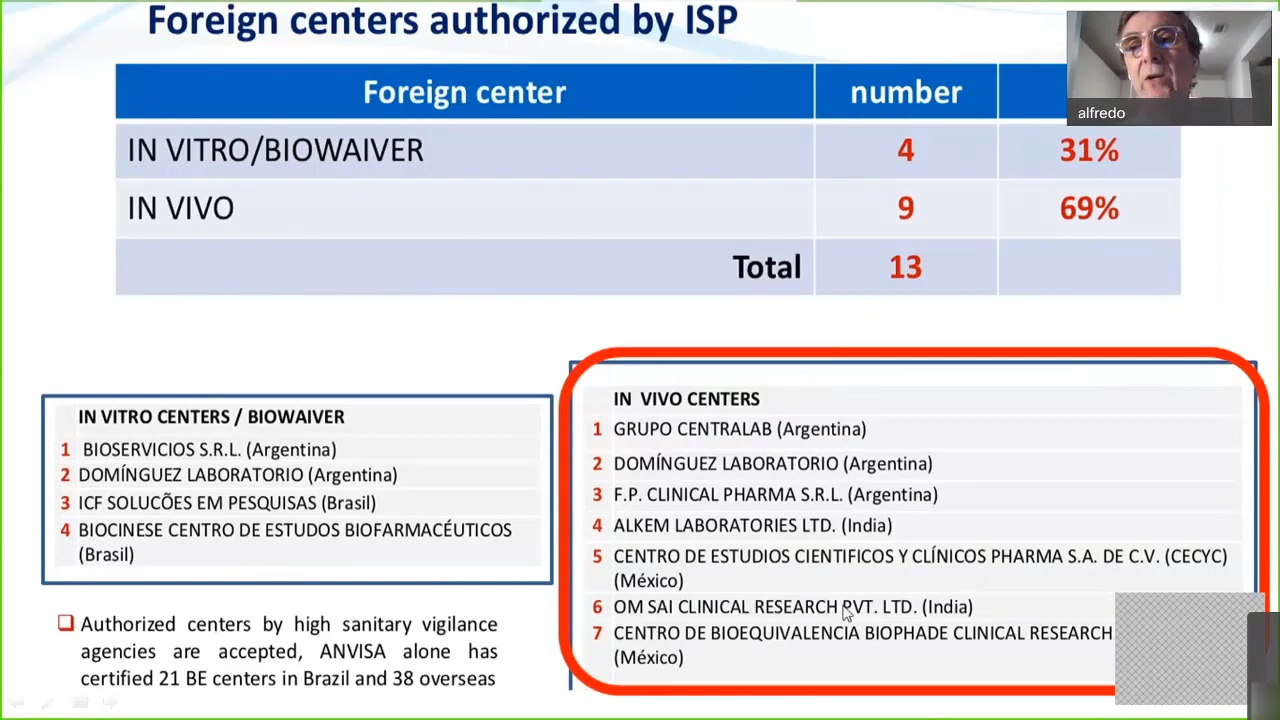 Foreign centers authorized by ISP
alfredo
Foreign center number
IN VITRO/BIOWAIVER 4 31%
IN VIVO 9 69%
Total 13
IN VITRO CENTERS / BIOWAIVER
1 BIOSERVICIOS S.R.L. (Argentina)
2 DOMÍNGUEZ LABORATORIO (Argentina)
3 ICF SOLUCÕES EM PESQUISAS (Brasil)
4 BIOCINESE CENTRO DE ESTUDOS BIOFARMACÉUTICOS
(Brasil)
Authorized centers by high sanitary vigilance
agencies are accepted, ANVISA alone has
certified 21 BE centers in Brazil and 38 overseas
IN VIVO CENTERS
1 GRUPO CENTRALAB (Argentina)
2 DOMÍNGUEZ LABORATORIO (Argentina)
3 F.P. CLINICAL PHARMA S.R.L. (Argentina)
4 ALKEM LABORATORIES LTD. (India)
5 CENTRO DE ESTUDIOS CIENTIFICOS Y CLÍNICOS PHARMA S.A. DE C.V. (CECYC)
(México)
6 OM SAI CLINICAL RESEARCH PVT. LTD. (India)
7 CENTRO DE BIOEQUIVALENCIA BIOPHADE CLINICAL RESEARCH
(México)